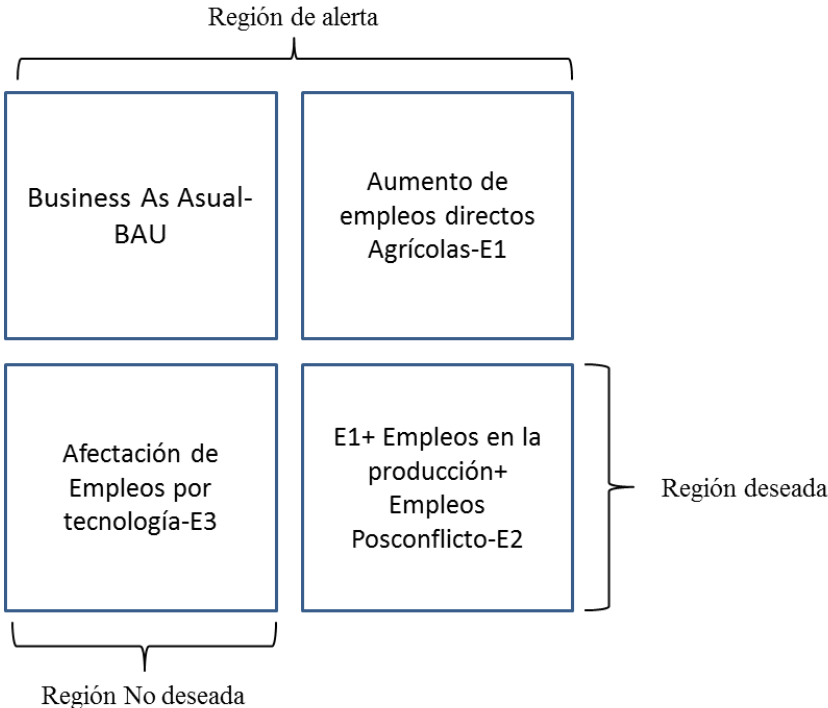 Región de alerta
Business As Asual-
BAU
Aumento de
empleos directos
Agrícolas-E1
Afectación de
Empleos por
tecnología-E3
E1+ Empleos en la
producción+
Empleos
Posconflicto-E2
Región deseada
Región No deseada